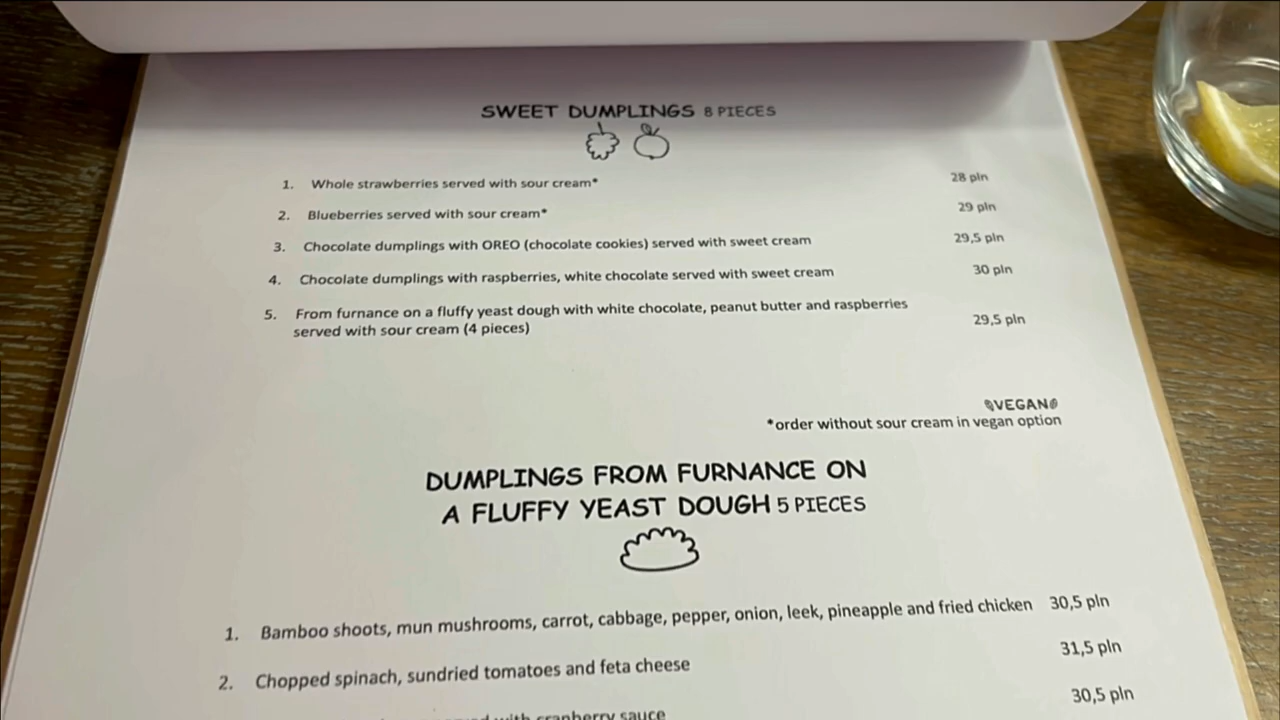 SWEET DUMPLINGS 8 PIECES
1. Whole strawberries served with sour cream* 28 pln
2. Blueberries served with sour cream* 29 pln
3. Chocolate dumplings with OREO (chocolate cookies) served with sweet cream 29,5 pln
4. Chocolate dumplings with raspberries, white chocolate served with sweet cream 30 pln
5. From furnance on a fluffy yeast dough with white chocolate, peanut butter and raspberries
served with sour cream (4 pieces) 29,5 pln
VEGAN
*order without sour cream in vegan option
DUMPLINGS FROM FURNANCE ON
A FLUFFY YEAST DOUGH 5 PIECES
1. Bamboo shoots, mun mushrooms, carrot, cabbage, pepper, onion, leek, pineapple and fried chicken 30,5 pln
2. Chopped spinach, sundried tomatoes and feta cheese 31,5 pln
with cranberry sauce 30,5 pln